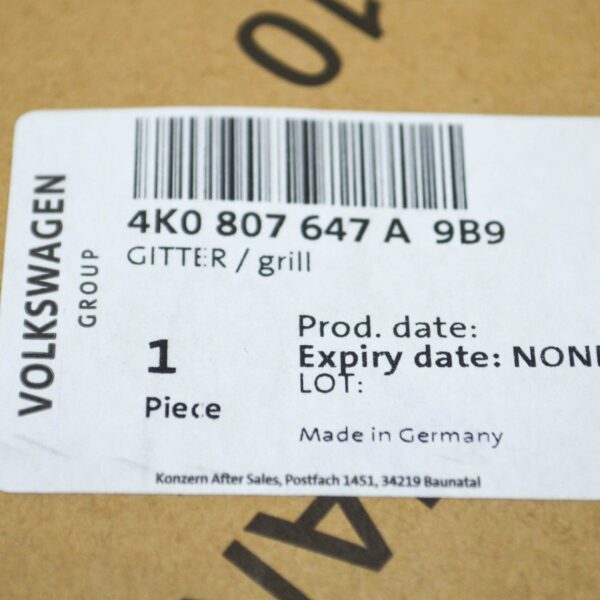 10
VOLKSWAGEN
GROUP
4K0 807 647 A 9B9
GITTER / grill
1
Piece
Prod. date:
Expiry date: NON
LOT:
Made in Germany
Konzern After Sales, Postfach 1451, 34219 Baunatal